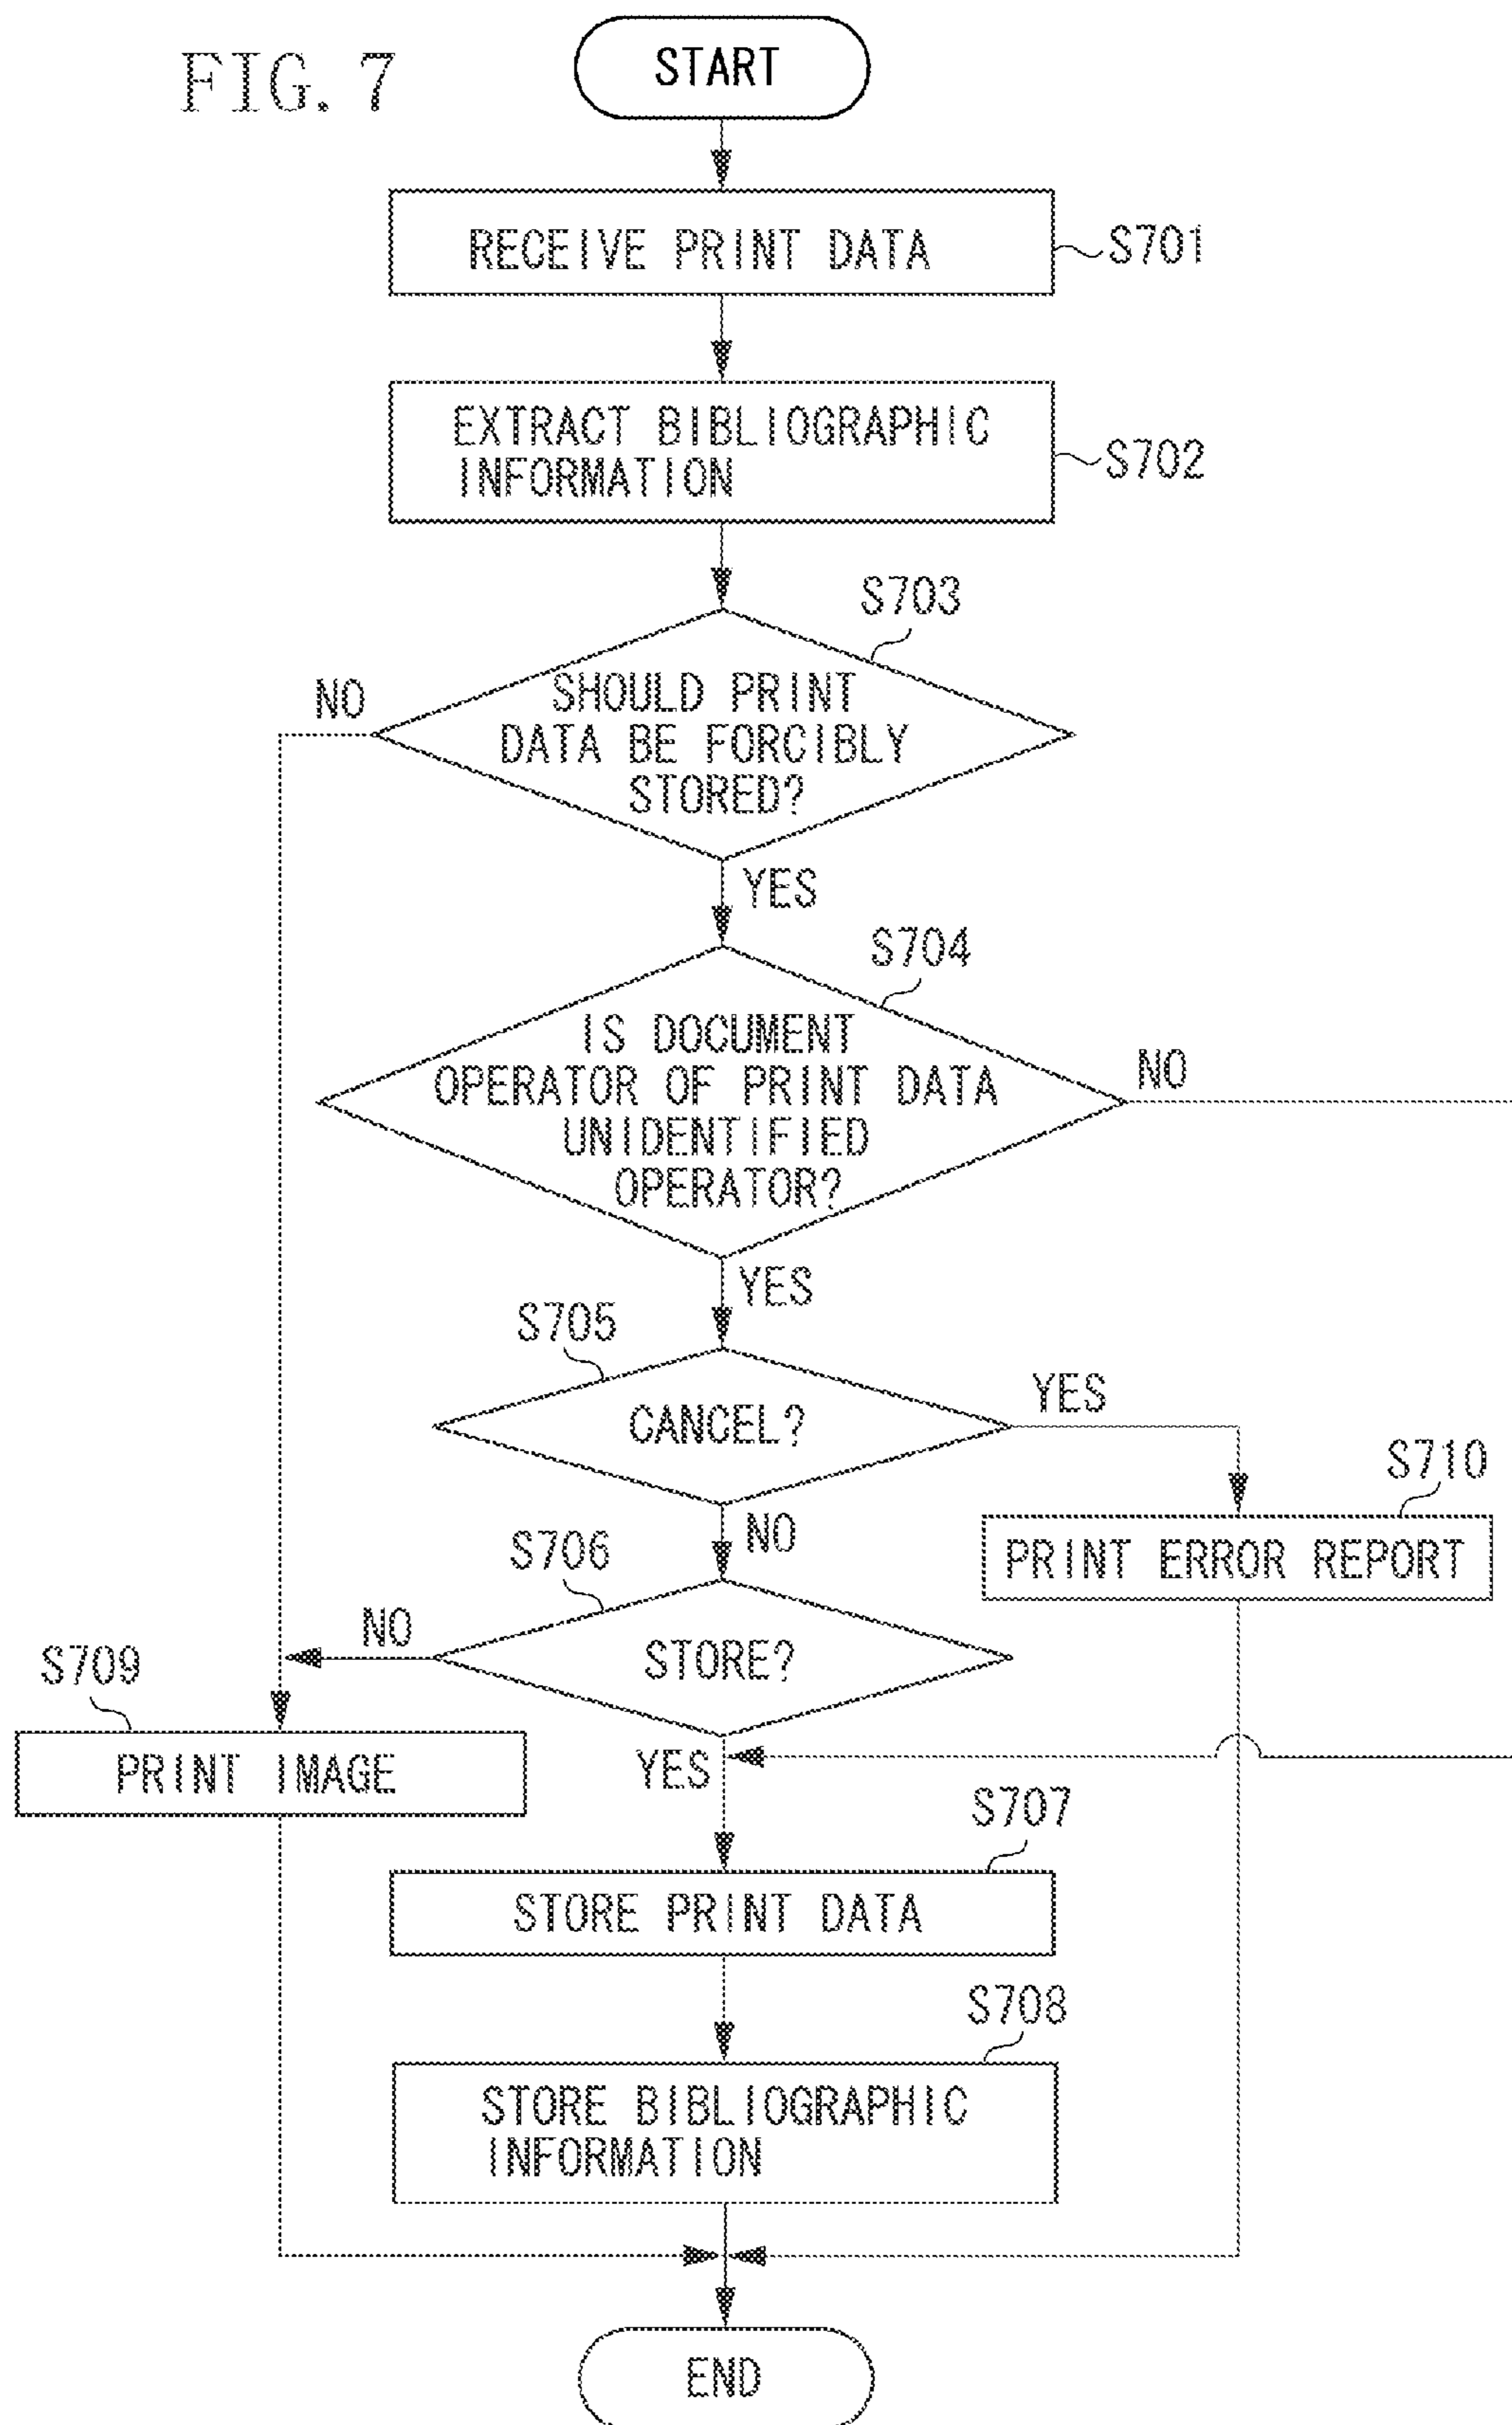 FIG. 7
START
RECEIVE PRINT DATA
S701
EXTRACT BIBLIOGRAPHIC
INFORMATION
S702
S703
NO
SHOULD PRINT
DATA BE FORCIBLY
STORED?
YES
S704
IS DOCUMENT
OPERATOR OF PRINT DATA
UNIDENTIFIED
OPERATOR?
NO
YES
S705
CANCEL?
YES
S710
PRINT ERROR REPORT
NO
S706
STORE?
NO
S709
PRINT IMAGE
YES
S707
STORE PRINT DATA
S708
STORE BIBLIOGRAPHIC
INFORMATION
END